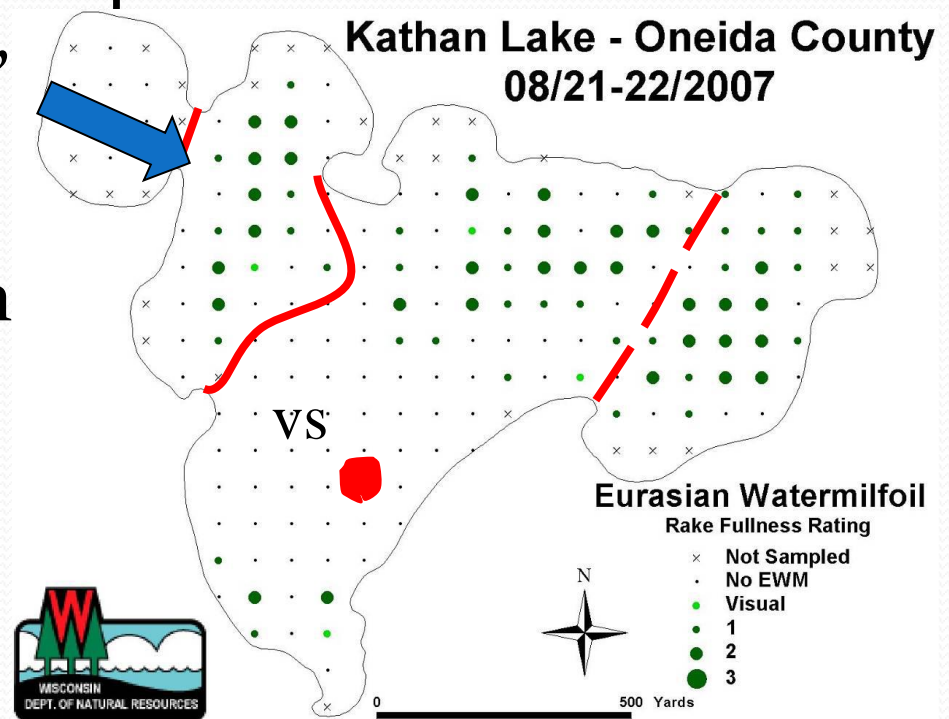 Kathan Lake - Oneida County
08/21-22/2007
vs
Eurasian Watermilfoil
Rake Fullness Rating
Not Sampled
No EWM
Visual
1
2
3
N
0 500 Yards
W
WISCONSIN
DEPT. OF NATURAL RESOURCES